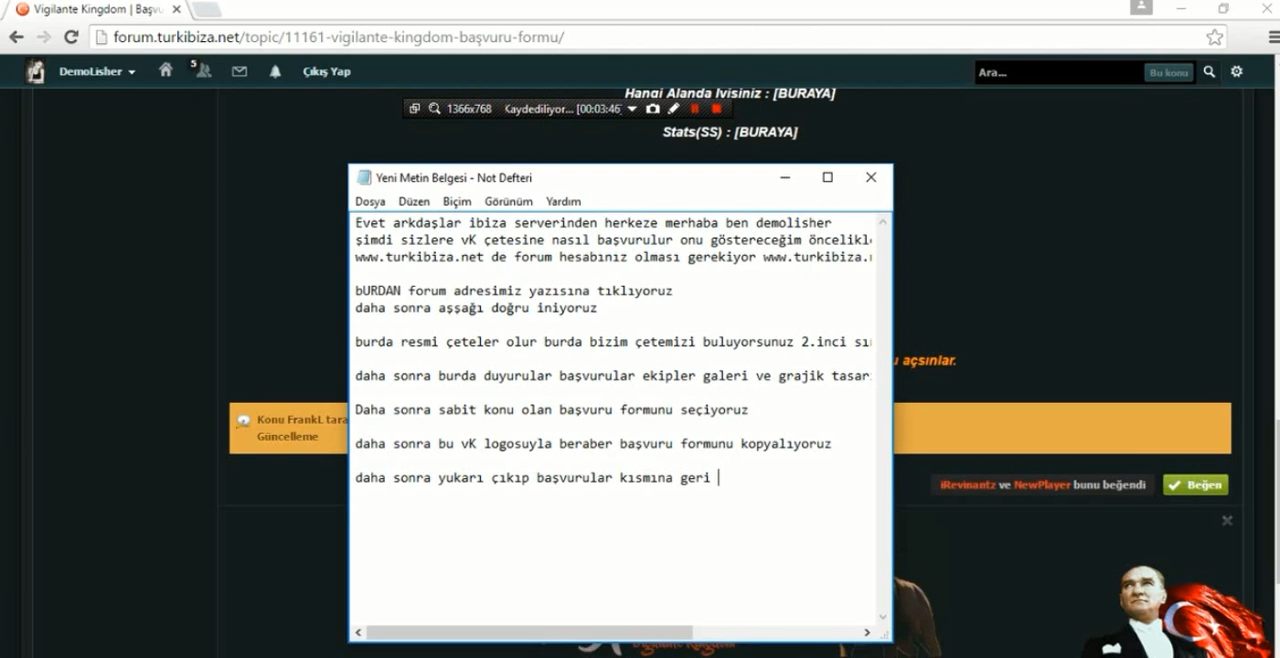 Vigilante Kingdom | Başvu
forum.turkibiza.net/topic/11161-vigilante-kingdom-başvuru-formu/
DemoLisher
5
Çıkış Yap
Ara...
Bu konu
Hangi Alanda Iyisiniz : [BURAYA]
1366x768 Kaydediliyor... [00:03:46]
Stats(SS) : [BURAYA]
Yeni Metin Belgesi - Not Defteri
Dosya Düzen Biçim Görünüm Yardım
Evet arkdaşlar ibiza serverinden herkeze merhaba ben demolisher
şimdi sizlere vK çetesine nasıl başvurulur onu göstereceğim öncelikle
www.turkibiza.net de forum hesabınız olması gerekiyor www.turkibiza.
bURDAN forum adresimiz yazısına tıklıyoruz
daha sonra aşşağı doğru iniyoruz
burda resmi çeteler olur burda bizim çetemizi buluyorsunuz 2.inci sı
açsınlar.
daha sonra burda duyurular başvurular ekipler galeri ve grajik tasar
Daha sonra sabit konu olan başvuru formunu seçiyoruz
Konu FrankL tara
Güncelleme
daha sonra bu vK logosuyla beraber başvuru formunu kopyalıyoruz
daha sonra yukarı çıkıp başvurular kısmına geri
iRevinantz ve NewPlayer bunu beğendi
Beğen